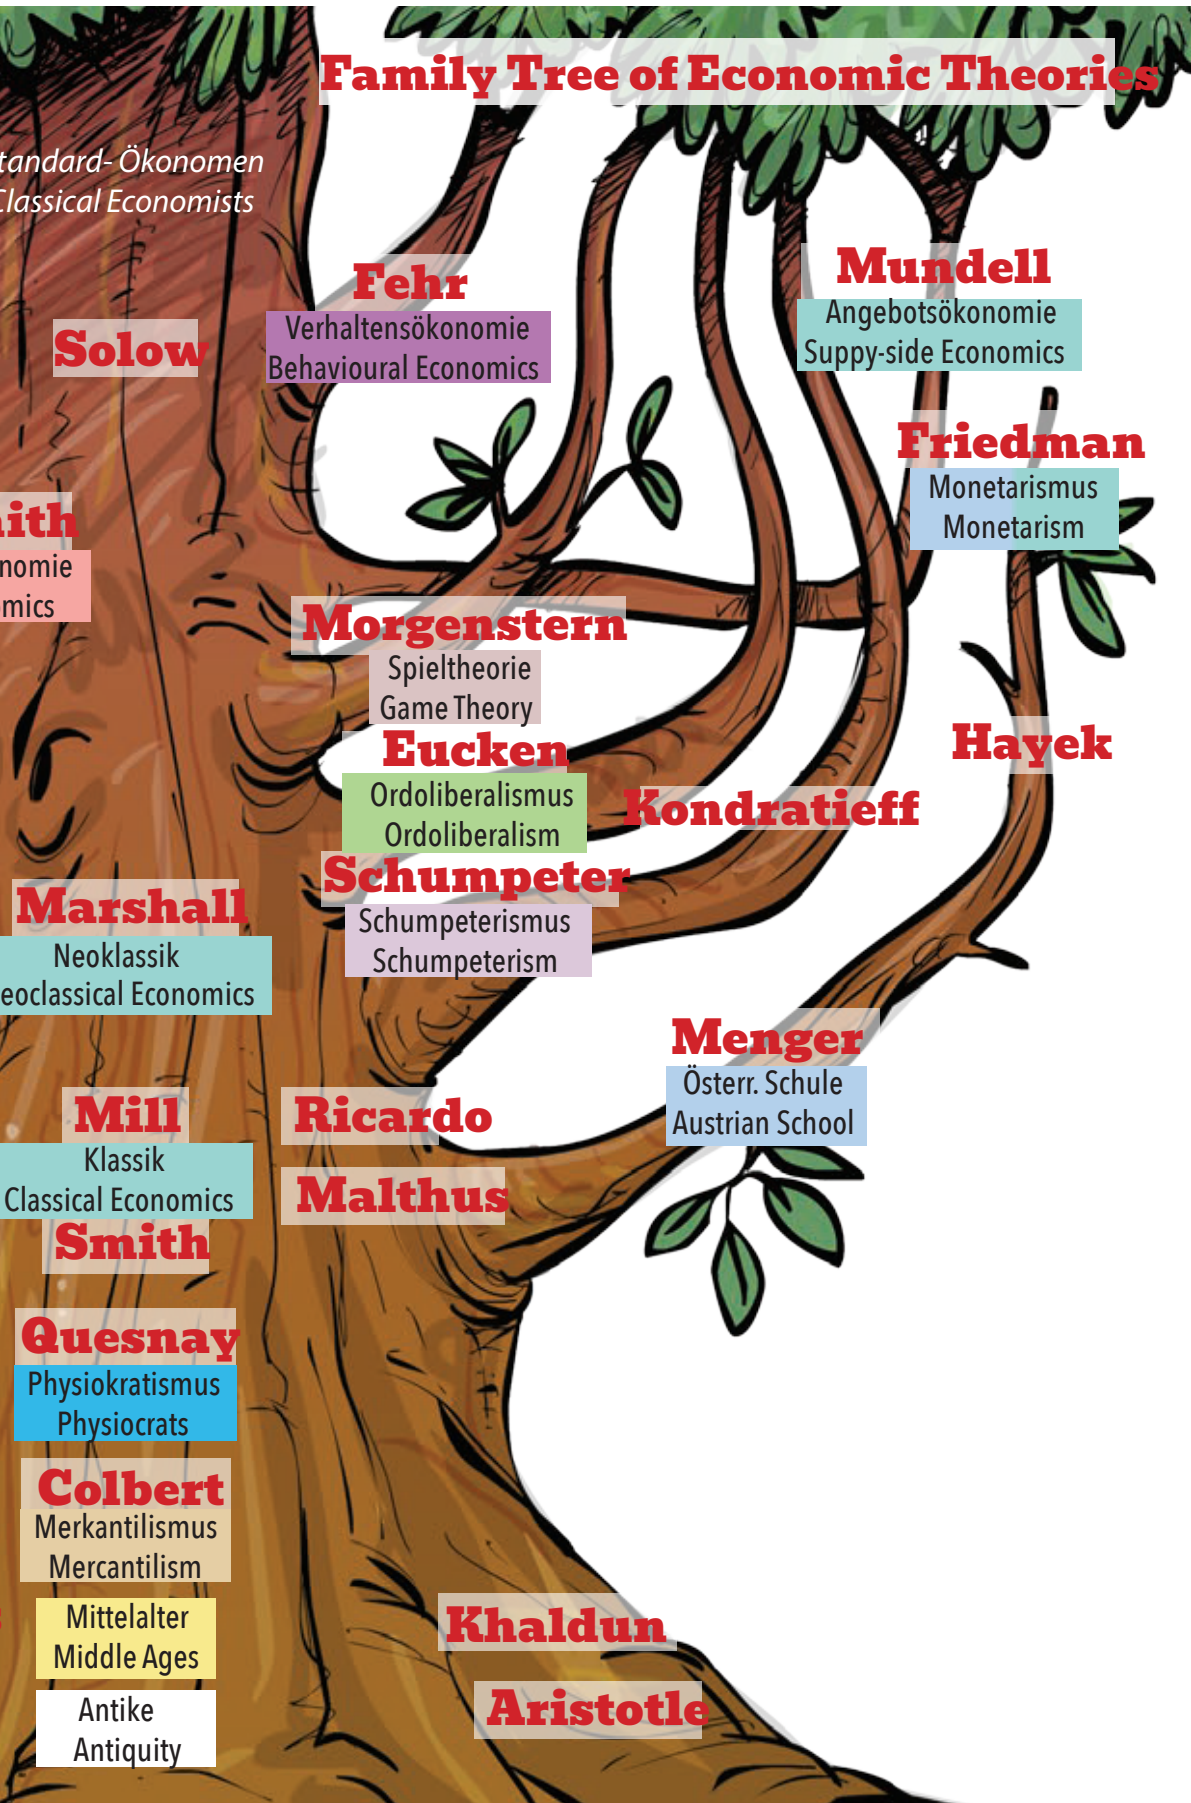 Family Tree of Economic Theories
Standard- Ökonomen
Classical Economists
Mundell
Angebotsökonomie
Suppy-side Economics
Fehr
Verhaltensökonomie
Behavioural Economics
Solow
Friedman
Monetarismus
Monetarism
ith
nomie
mics
Morgenstern
Spieltheorie
Game Theory
Hayek
Eucken
Ordoliberalismus
Ordoliberalism
Kondratieff
Schumpeter
Schumpeterismus
Schumpeterism
Marshall
Neoklassik
eoclassical Economics
Menger
Österr. Schule
Austrian School
Mill
Klassik
Classical Economics
Smith
Ricardo
Malthus
Quesnay
Physiokratismus
Physiocrats
Colbert
Merkantilismus
Mercantilism
Mittelalter
Middle Ages
Khaldun
Antike
Antiquity
Aristotle